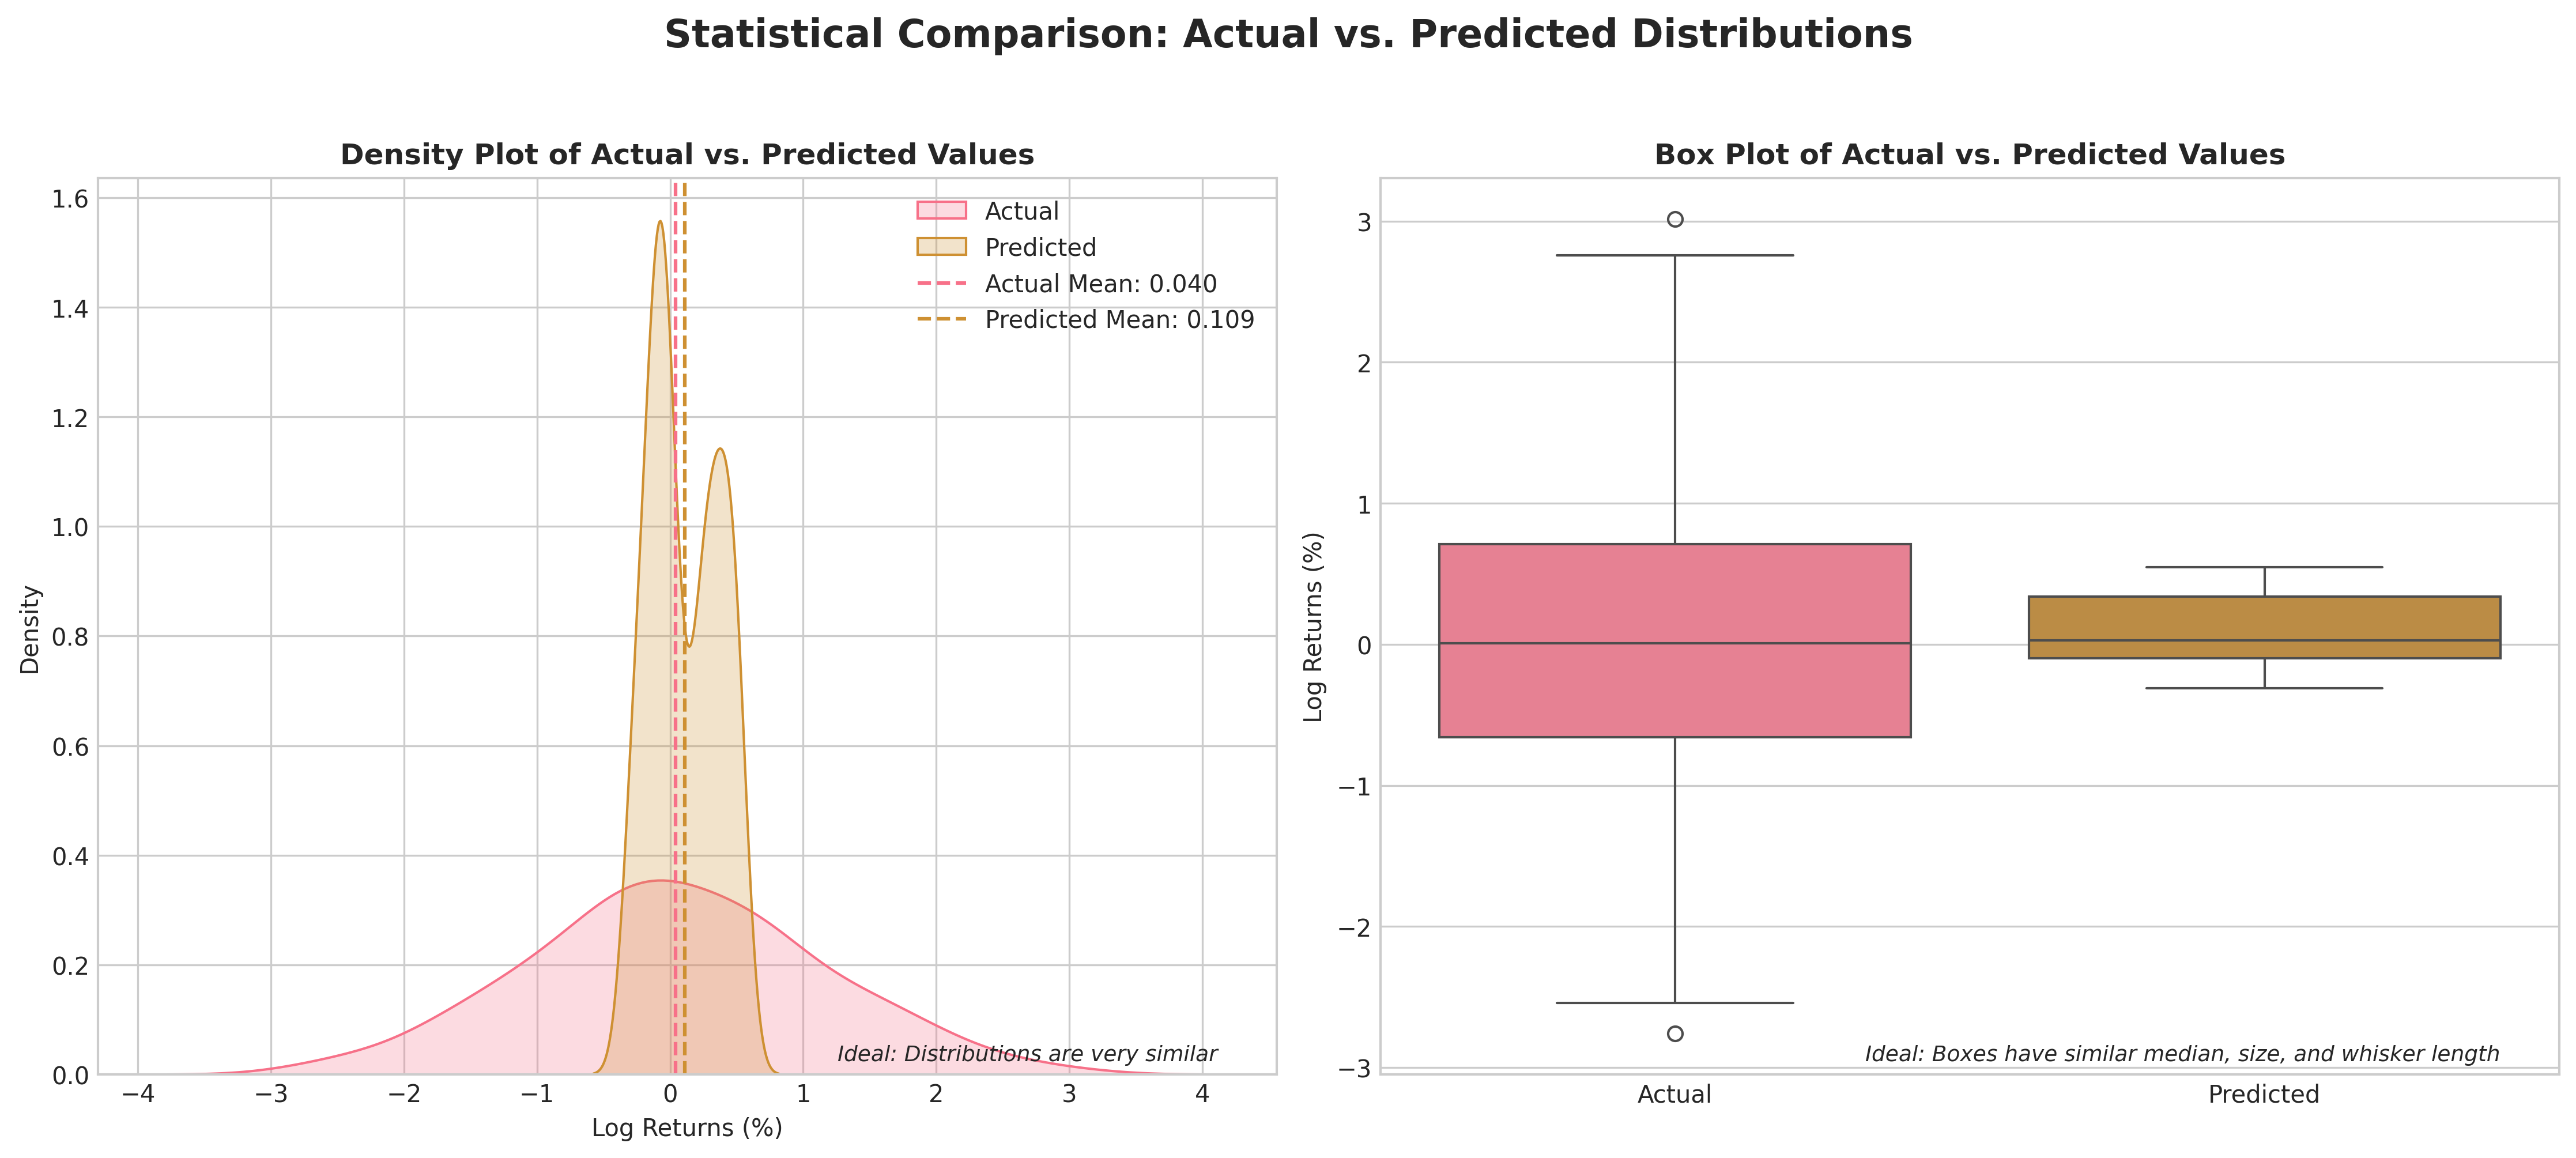 Statistical Comparison: Actual vs. Predicted Distributions
Density Plot of Actual vs. Predicted Values
1.6
1.4
1.2
1.0
0.8
0.6
0.4
0.2
0.0
Density
Actual
Predicted
Actual Mean: 0.040
Predicted Mean: 0.109
Ideal: Distributions are very similar
−4
−3
−2
−1
0
1
2
3
4
Log Returns (%)
Box Plot of Actual vs. Predicted Values
3
2
1
0
−1
−2
−3
Log Returns (%)
Ideal: Boxes have similar median, size, and whisker length
Actual
Predicted